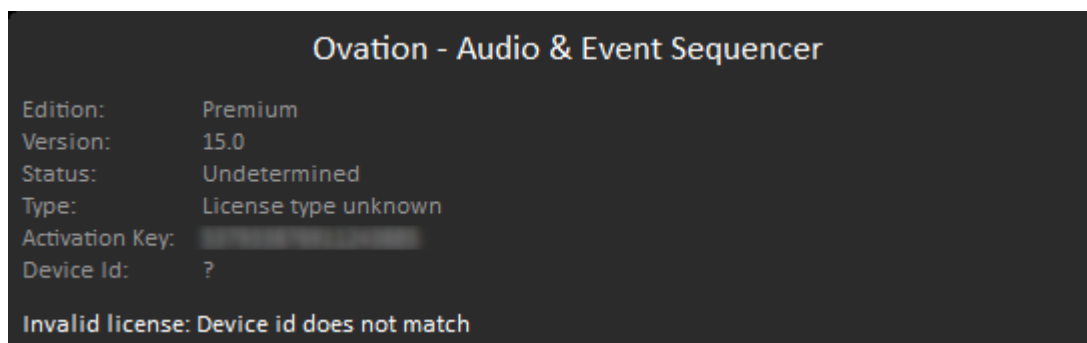 Ovation - Audio & Event Sequencer
Edition: Premium
Version: 15.0
Status: Undetermined
Type: License type unknown
Activation Key:
Device Id: ?
Invalid license: Device id does not match